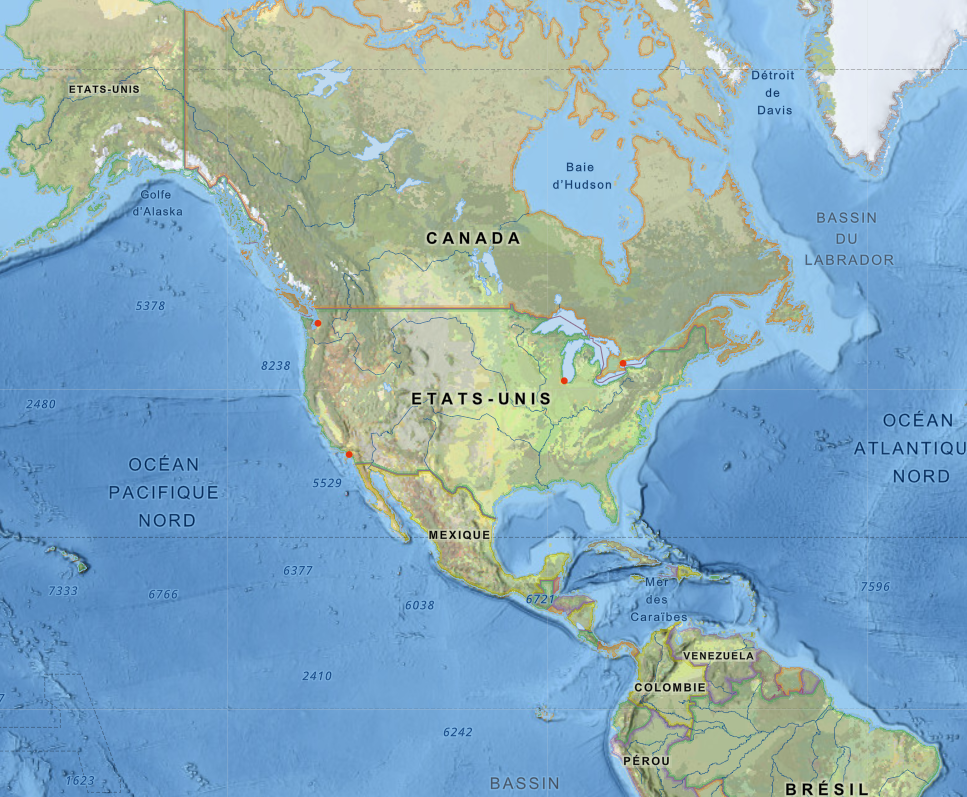 ETATS-UNIS
Détroit
de
Davis
Baie
d'Hudson
Golfe
d'Alaska
BASSIN
DU
LABRADOR
CANADA
5378
8238
2480
ETATS-UNIS
OCÉAN
ATLANTIQU
NORD
OCÉAN
PACIFIQUE
NORD
5529
MEXIQUE
6377
7333
6766
6038
6721
Mer
des
Caraïbes
7596
VENEZUELA
2410
COLOMBIE
7
6242
PÉROU
1623
BASSIN
BRÉSIL